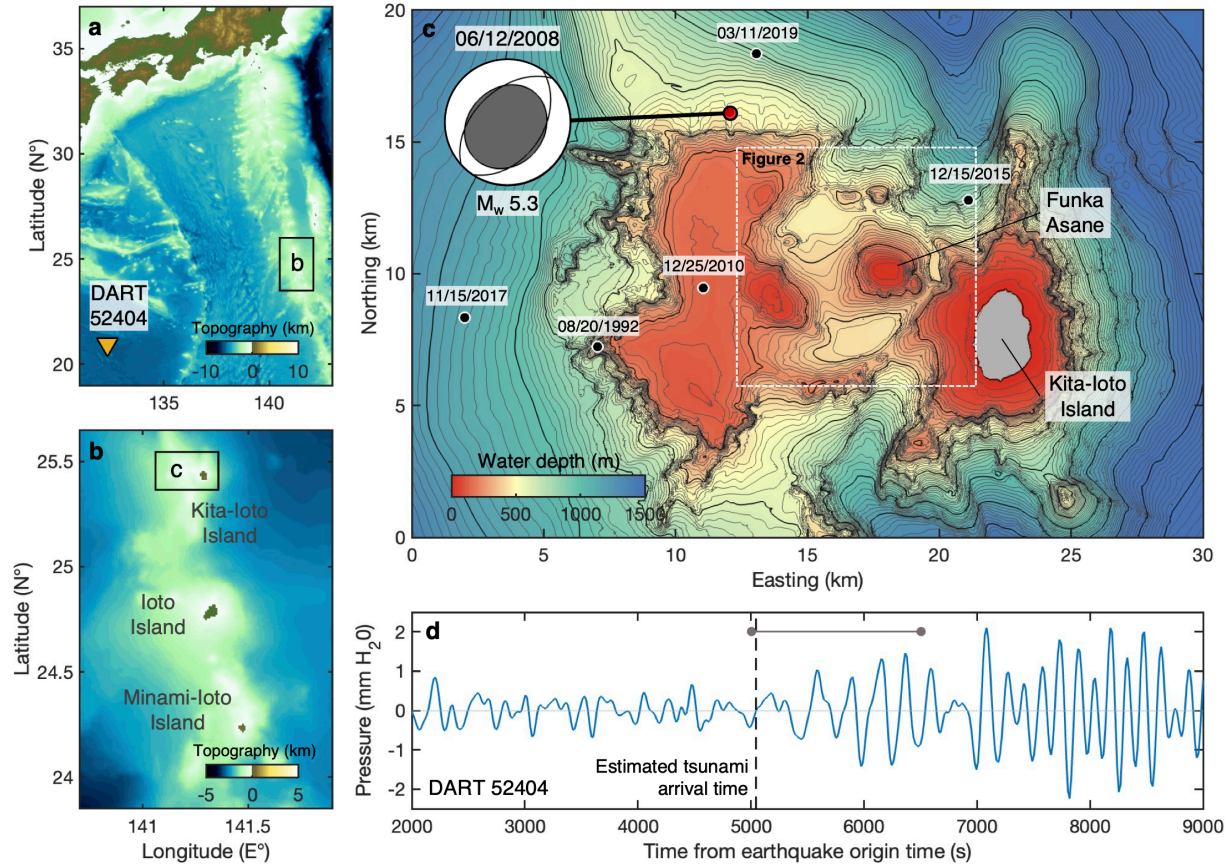 a
35
30
25
20
Latitude (N°)
b
DART
52404
Topography (km)
-10
0
10
135
140
b
25.5
25
24.5
24
Latitude (N°)
c
Kita-Ioto
Island
Ioto
Island
Minami-Ioto
Island
Topography (km)
-5
0
5
141
141.5
Longitude (E°)
c
20
15
10
5
0
Northing (km)
06/12/2008
Mw 5.3
03/11/2019
Figure 2
12/15/2015
Funka
Asane
12/25/2010
11/15/2017
08/20/1992
Kita-Ioto
Island
Water depth (m)
0
500
1000
1500
0
5
10
15
20
25
30
Easting (km)
d
2
1
0
-1
-2
Pressure (mm H20)
Estimated tsunami
arrival time
DART 52404
2000
3000
4000
5000
6000
7000
8000
9000
Time from earthquake origin time (s)